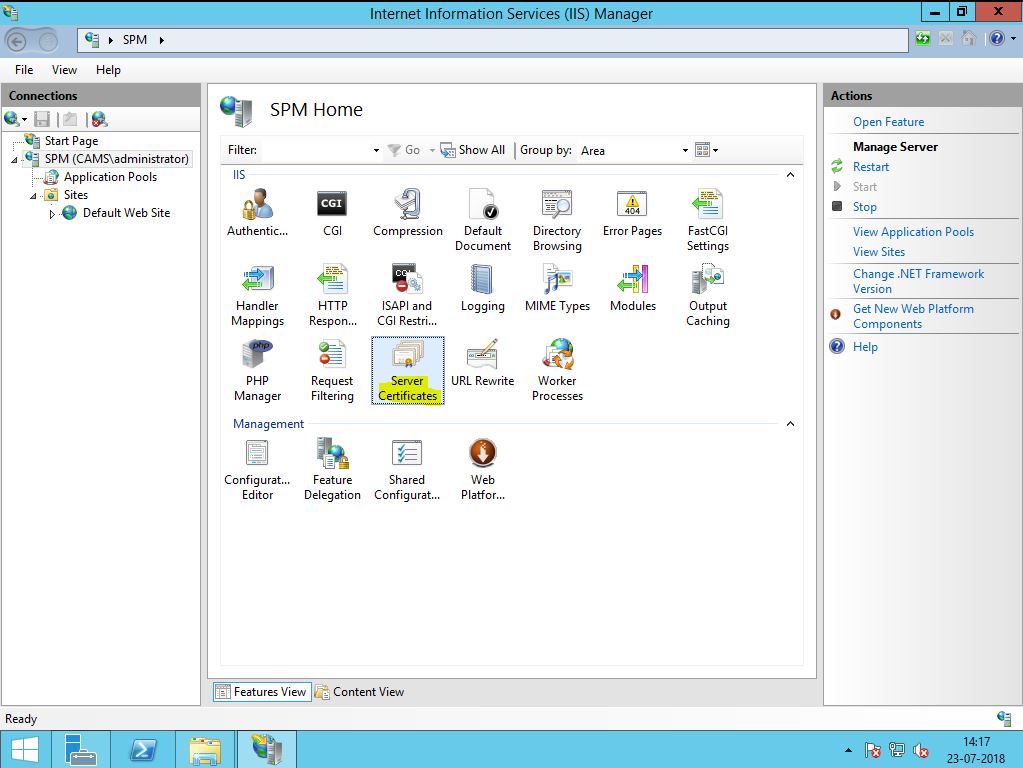 Internet Information Services (IIS) Manager
SPM
File View Help
Connections
Start Page
SPM (CAMS\administrator)
Application Pools
Sites
Default Web Site
SPM Home
Filter: Go Show All Group by: Area
IIS
Authentic... CGI Compression Default Document Directory Browsing Error Pages FastCGI Settings
Handler Mappings HTTP Respon... ISAPI and CGI Restri... Logging MIME Types Modules Output Caching
PHP Manager Request Filtering Server Certificates URL Rewrite Worker Processes
Management
Configurat... Editor Feature Delegation Shared Configurat... Web Platfor...
Features View Content View
Actions
Open Feature
Manage Server
Restart
Start
Stop
View Application Pools
View Sites
Change .NET Framework
Version
Get New Web Platform
Components
Help
Ready
14:17
23-07-2018